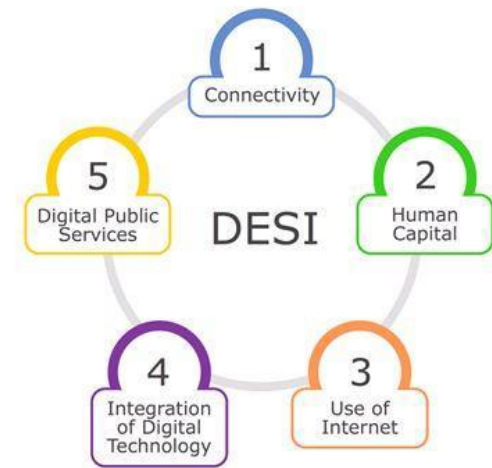 1
Connectivity
2
Human
Capital
3
Use of
Internet
4
Integration
of Digital
Technology
5
Digital Public
Services
DESI